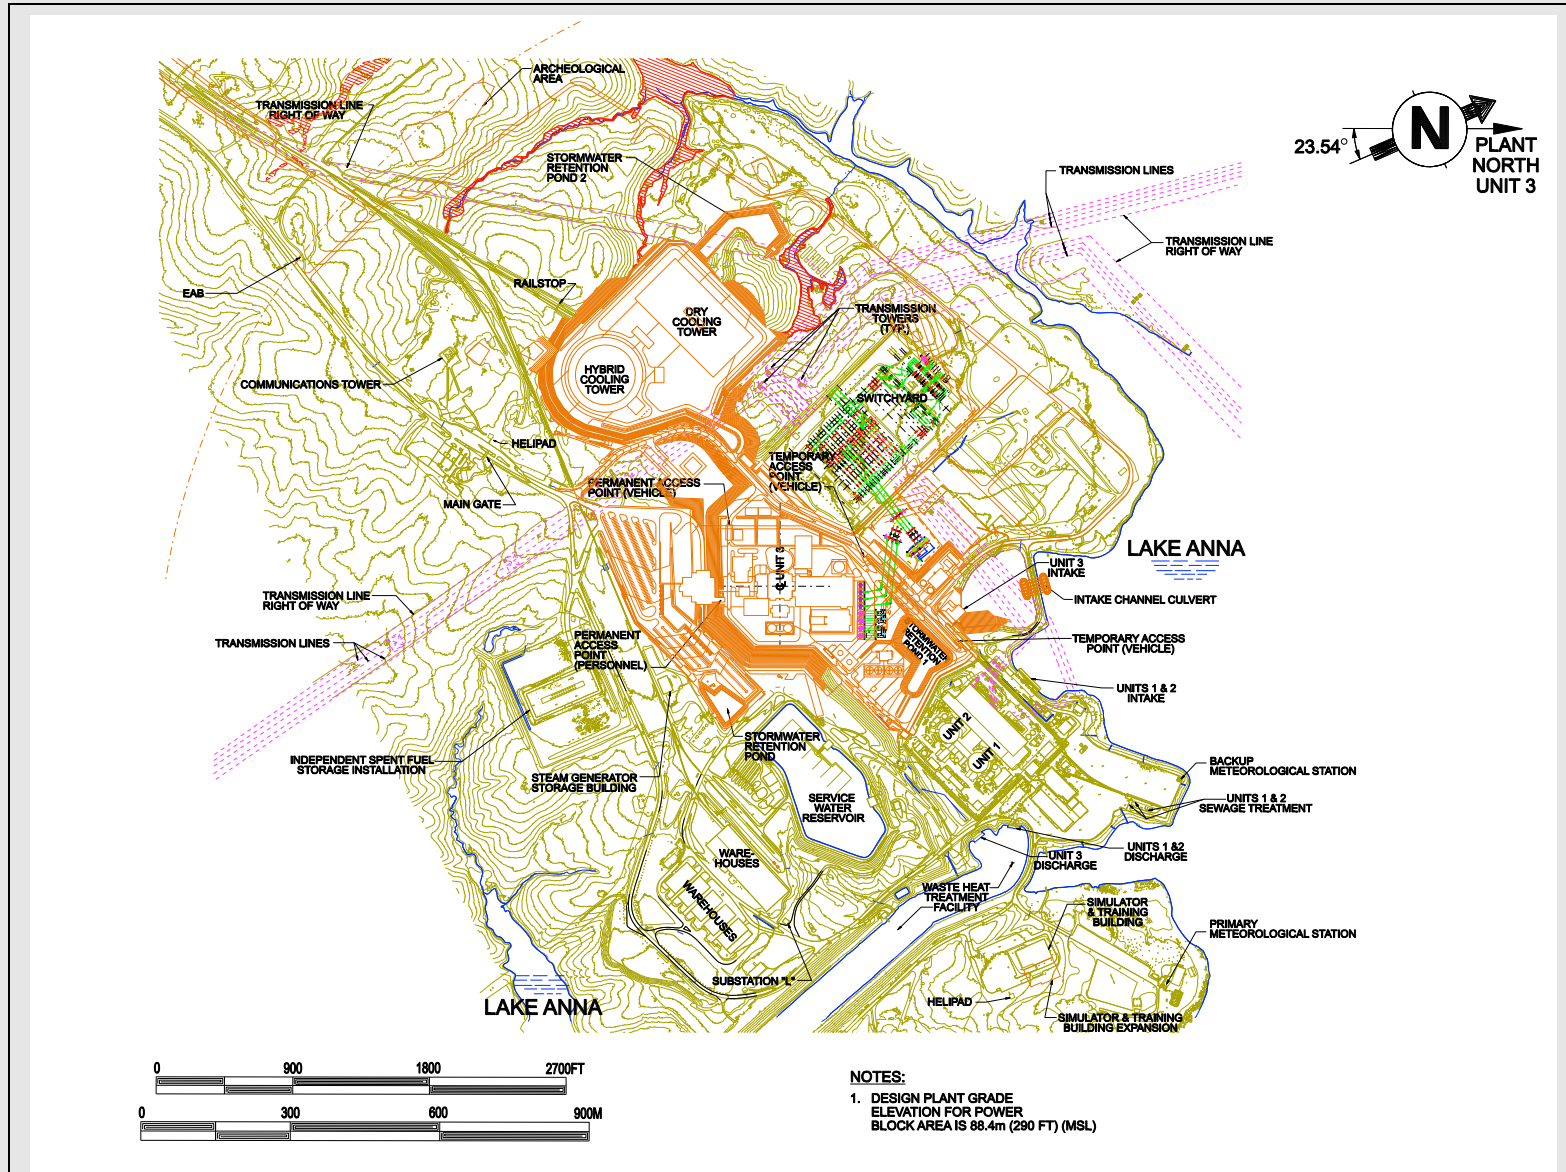 ARCHEOLOGICAL
AREA
TRANSMISSION LINE
RIGHT OF WAY
STORMWATER
RETENTION
POND 2
TRANSMISSION LINES
23.54°
N
PLANT
NORTH
UNIT 3
TRANSMISSION LINE
RIGHT OF WAY
EAB
RAILSTOP
DRY
COOLING
TOWER
TRANSMISSION
TOWERS
(TYP.)
HYBRID
COOLING
TOWER
COMMUNICATIONS TOWER
SWITCHYARD
HELIPAD
TEMPORARY
ACCESS
POINT
(VEHICLE)
PERMANENT ACCESS
POINT (VEHICLE)
MAIN GATE
LAKE ANNA
UNIT 3
UNIT 3
INTAKE
INTAKE CHANNEL CULVERT
TRANSMISSION LINE
RIGHT OF WAY
TRANSMISSION LINES
PERMANENT
ACCESS
POINT
(PERSONNEL)
STORMWATER
RETENTION
POND 1
TEMPORARY ACCESS
POINT (VEHICLE)
UNITS 1 & 2
INTAKE
UNIT 2
UNIT 1
STORMWATER
RETENTION
POND
INDEPENDENT SPENT FUEL
STORAGE INSTALLATION
STEAM GENERATOR
STORAGE BUILDING
SERVICE
WATER
RESERVOIR
BACKUP
METEOROLOGICAL STATION
UNITS 1 & 2
SEWAGE TREATMENT
UNITS 1 &2
DISCHARGE
UNIT 3
DISCHARGE
WARE-
HOUSES
WAREHOUSES
WASTE HEAT
TREATMENT
FACILITY
SIMULATOR
& TRAINING
BUILDING
PRIMARY
METEOROLOGICAL STATION
SUBSTATION "L"
HELIPAD
LAKE ANNA
SIMULATOR & TRAINING
BUILDING EXPANSION
0 900 1800 2700FT
0 300 600 900M
NOTES:
1. DESIGN PLANT GRADE
ELEVATION FOR POWER
BLOCK AREA IS 88.4m (290 FT) (MSL)